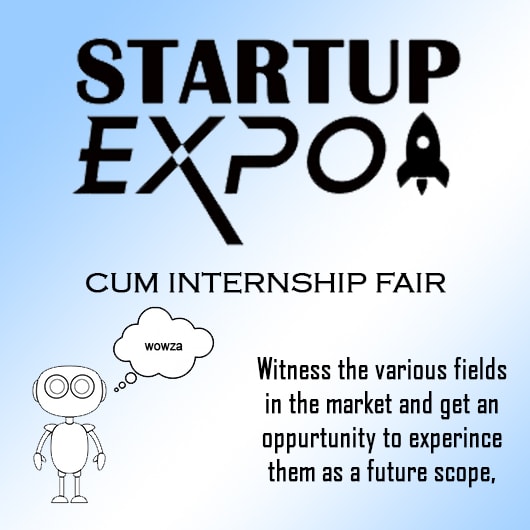 STARTUP
EXPO
CUM INTERNSHIP FAIR
wowza
Witness the various fields
in the market and get an
oppurtunity to experince
them as a future scope,